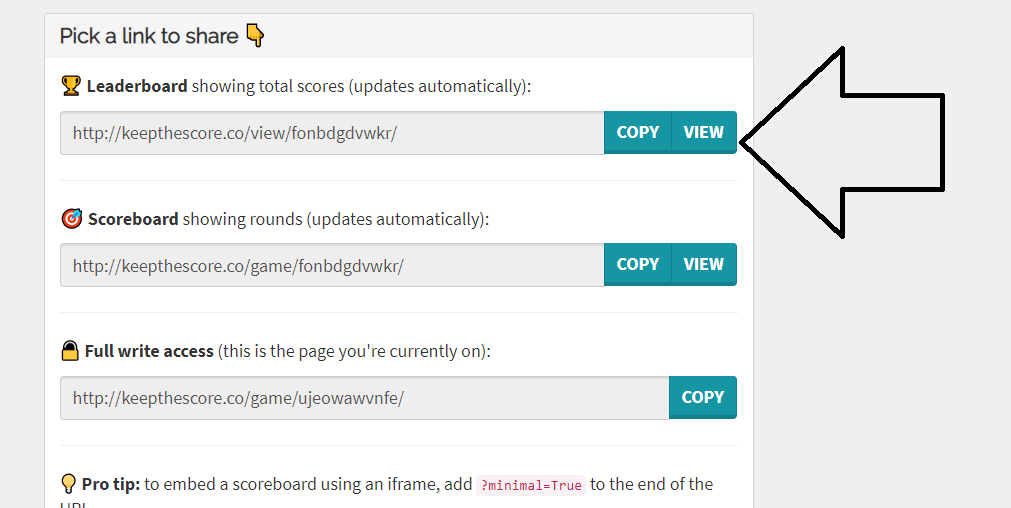 Pick a link to share
Leaderboard showing total scores (updates automatically):
http://keepthescore.co/view/fonbdgdvwkr/ COPY VIEW
Scoreboard showing rounds (updates automatically):
http://keepthescore.co/game/fonbdgdvwkr/ COPY VIEW
Full write access (this is the page you're currently on):
http://keepthescore.co/game/ujeowawvnfe/ COPY
Pro tip: to embed a scoreboard using an iframe, add ?minimal=True to the end of the